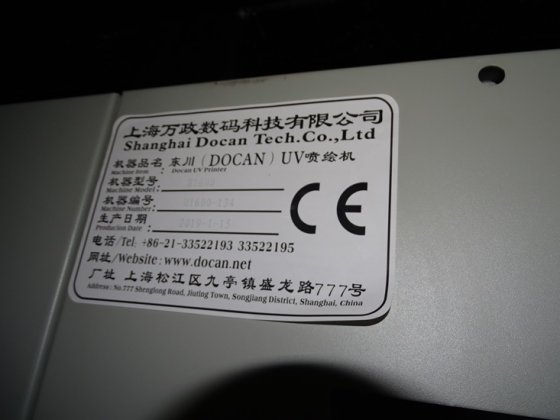 上海万政数码科技有限公司
Shanghai Docan Tech.Co.,Ltd
机器品名: 东川(DOCAN)UV喷绘机
Machine Item: Docan UV Printer
机器型号:
Machine Model:
机器编号:
Machine Number:
生产日期:
Production Date:
CE
电话/Tel: +86-21-33522193 33522195
网址/Website: www.docan.net
厂址 上海松江区九亭镇盛龙路777号
Address: No.777 Shenglong Road, Jiuting Town, Songjiang District, Shanghai, China